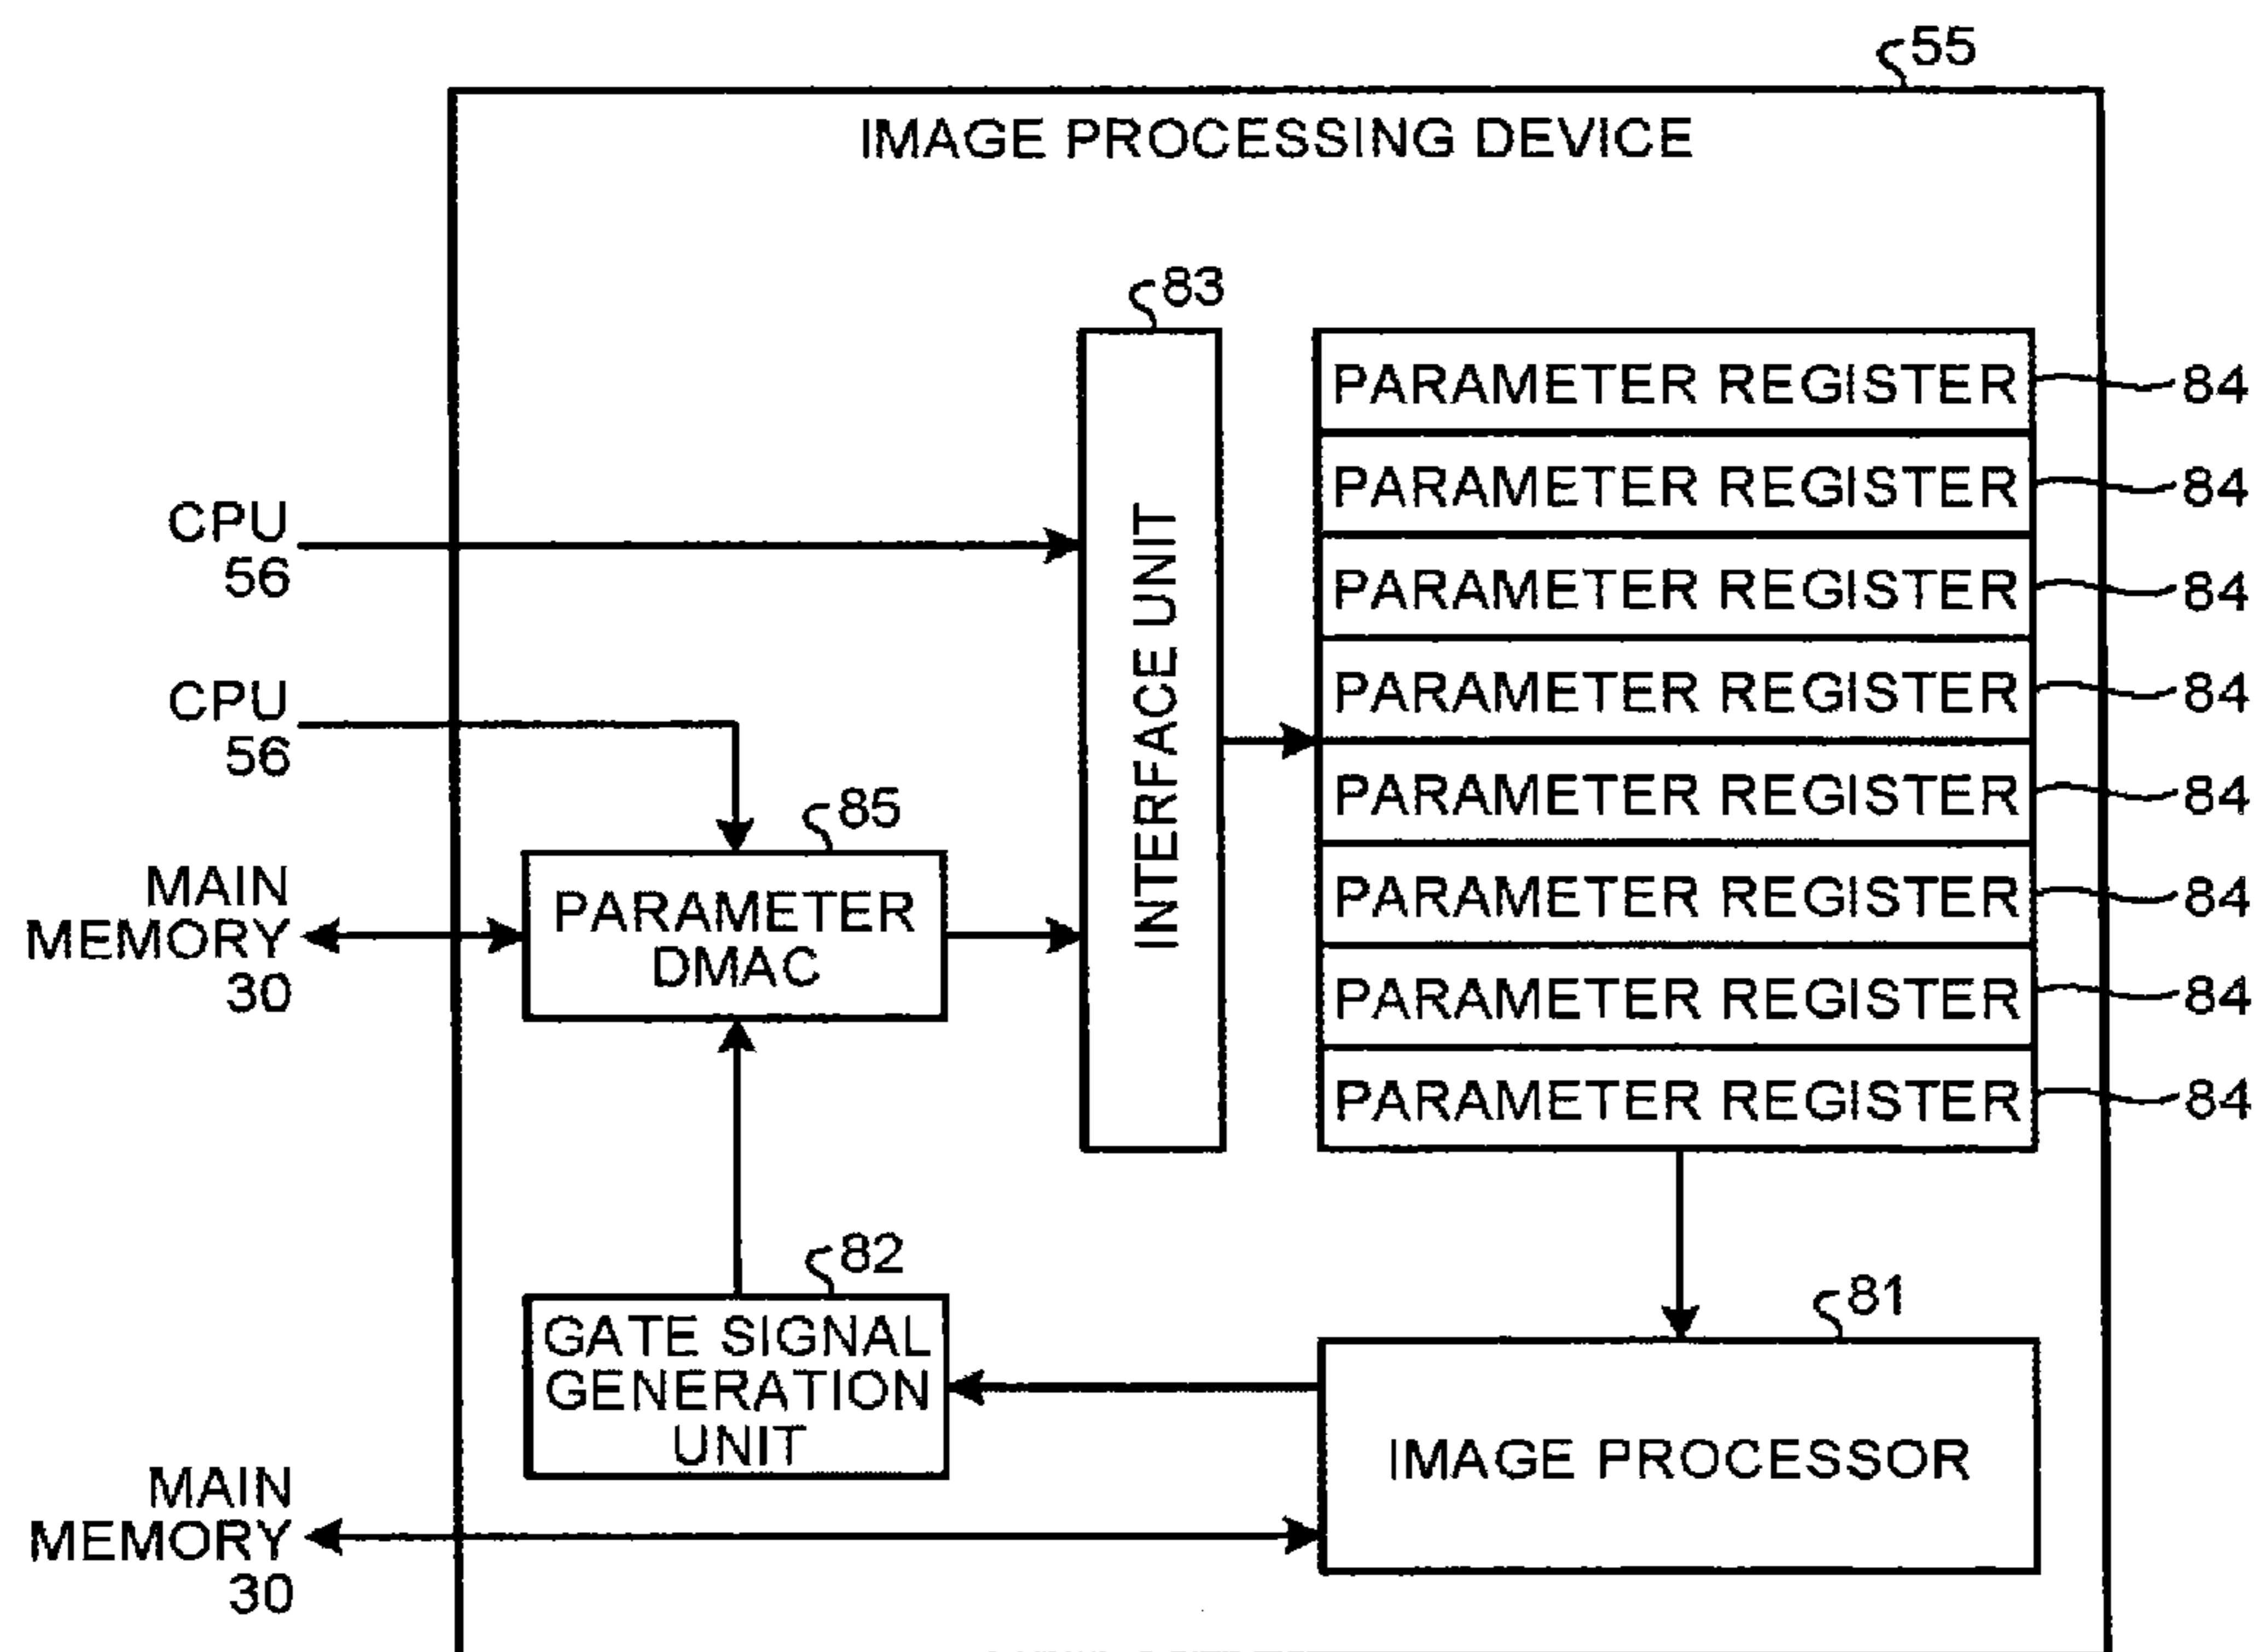 55
IMAGE PROCESSING DEVICE
83
PARAMETER REGISTER 84
PARAMETER REGISTER 84
PARAMETER REGISTER 84
PARAMETER REGISTER 84
PARAMETER REGISTER 84
PARAMETER REGISTER 84
PARAMETER REGISTER 84
PARAMETER REGISTER 84
INTERFACE UNIT
CPU
56
CPU
56
85
MAIN
MEMORY
30
PARAMETER
DMAC
82
GATE SIGNAL
GENERATION
UNIT
81
IMAGE PROCESSOR
MAIN
MEMORY
30